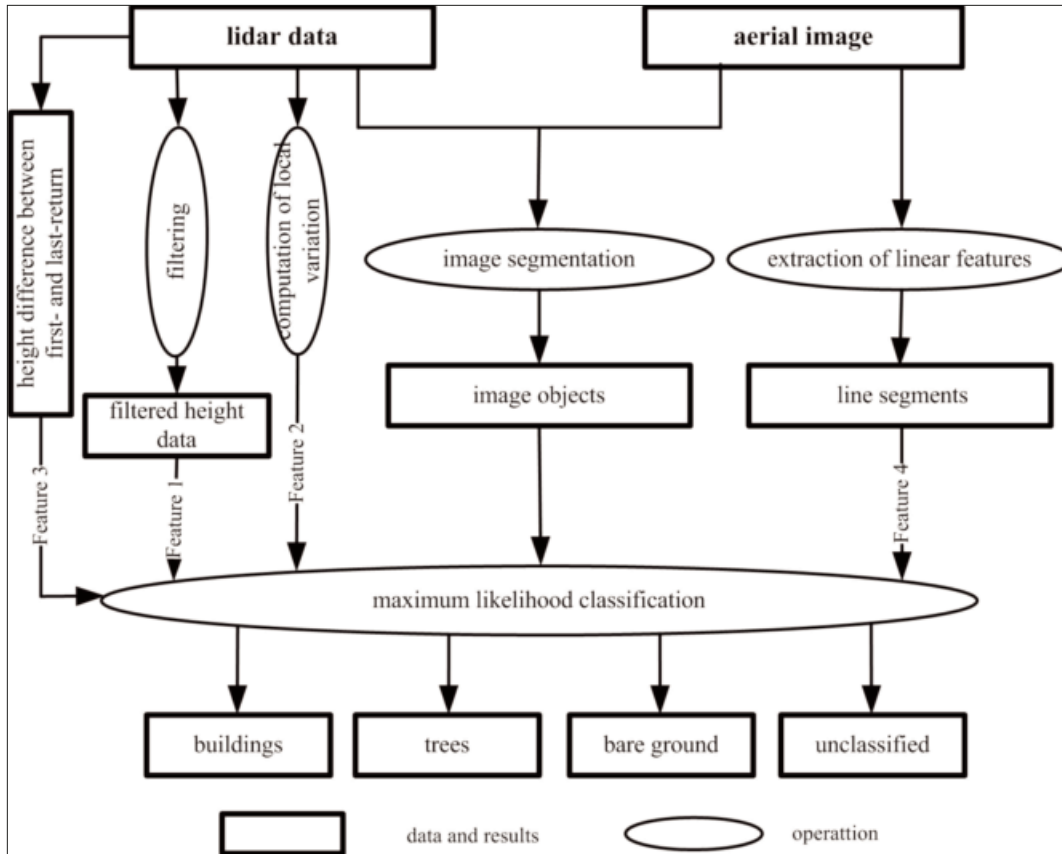 lidar data
aerial image
height difference between
first- and last-return
filtering
computation of local
variation
image segmentation
extraction of linear features
filtered height
data
image objects
line segments
Feature 3
Feature 1
Feature 2
Feature 4
maximum likelihood classification
buildings
trees
bare ground
unclassified
data and results
operattion